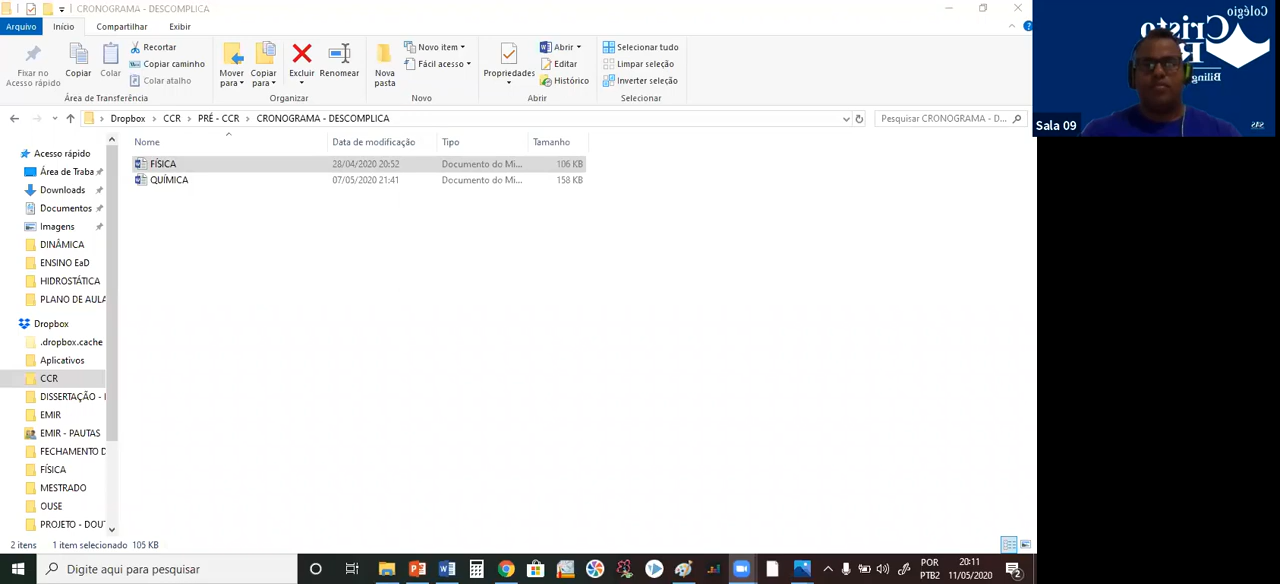 CRONOGRAMA - DESCOMPLICA
Arquivo Início Compartilhar Exibir
Fixar no Acesso rápido
Copiar
Colar
Recortar
Copiar caminho
Colar atalho
Mover para
Copiar para
Excluir
Renomear
Nova pasta
Novo item
Fácil acesso
Propriedades
Abrir
Editar
Histórico
Selecionar tudo
Limpar seleção
Inverter seleção
Área de Transferência Organizar Novo Abrir Selecionar
Dropbox > CCR > PRÉ - CCR > CRONOGRAMA - DESCOMPLICA
Pesquisar CRONOGRAMA - D...
Nome Data de modificação Tipo Tamanho
FÍSICA 28/04/2020 20:52 Documento do Mi... 106 KB
QUÍMICA 07/05/2020 21:41 Documento do Mi... 158 KB
Acesso rápido
Área de Traba
Downloads
Documentos
Imagens
DINÂMICA
ENSINO EaD
HIDROSTÁTICA
PLANO DE AULA
Dropbox
.dropbox.cache
Aplicativos
CCR
DISSERTAÇÃO -
EMIR
EMIR - PAUTAS
FECHAMENTO D
FÍSICA
MESTRADO
OUSE
PROJETO - DOU
2 itens 1 item selecionado 105 KB
Digite aqui para pesquisar
POR
PTB2
20:11
11/05/2020
2
Colégio
Cristo
R
Biling
SAS
Sala 09